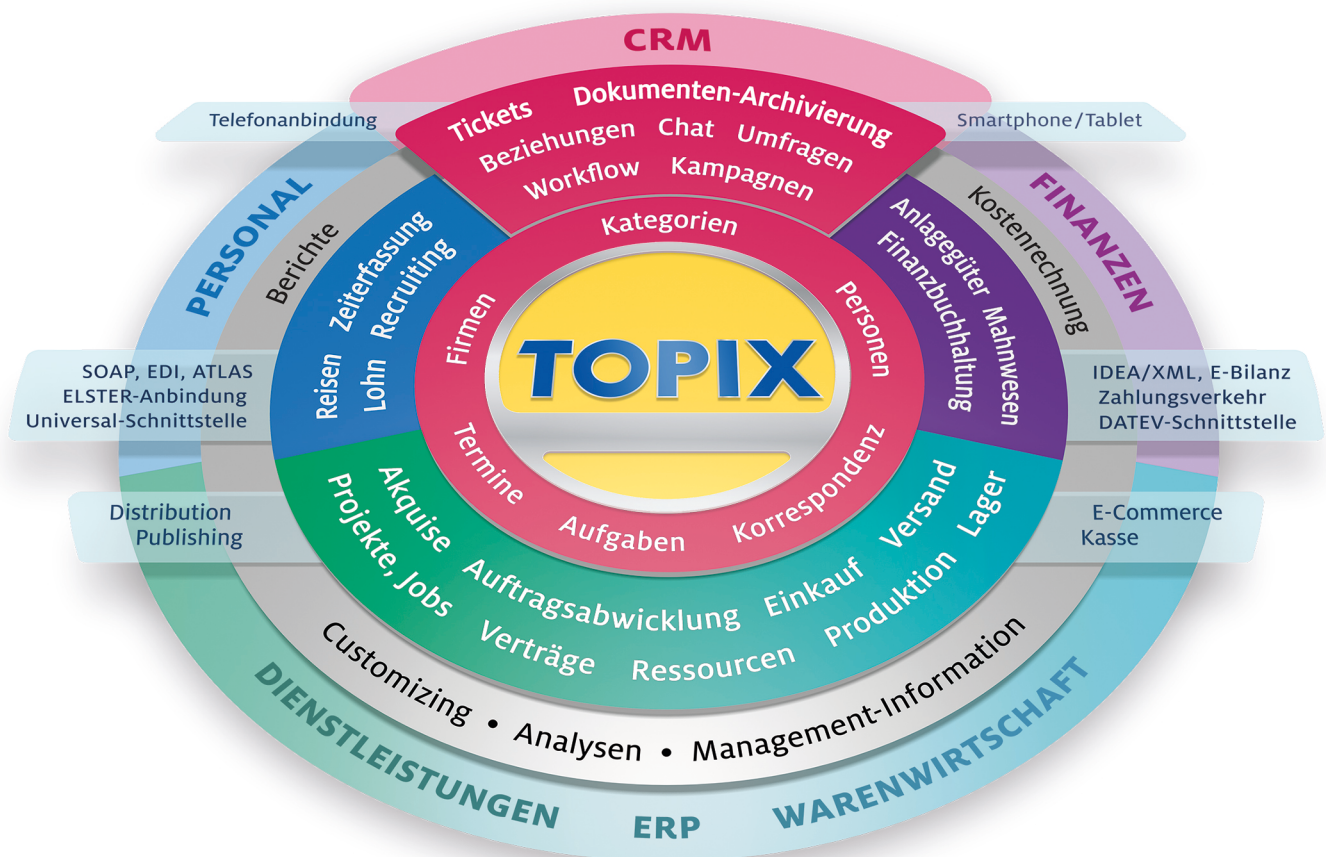 CRM
Tickets
Dokumenten-Archivierung
Beziehungen
Chat
Umfragen
Workflow
Kampagnen
Telefonanbindung
Smartphone/Tablet
PERSONAL
Berichte
Zeiterfassung
Recruiting
Reisen
Lohn
Kategorien
Firmen
Personen
TOPIX
Termine
Aufgaben
Korrespondenz
FINANZEN
Kostenrechnung
Anlagegüter
Mahnwesen
Finanzbuchhaltung
SOAP, EDI, ATLAS
ELSTER-Anbindung
Universal-Schnittstelle
IDEA/XML, E-Bilanz
Zahlungsverkehr
DATEV-Schnittstelle
Distribution
Publishing
E-Commerce
Kasse
Akquise
Projekte, Jobs
Auftragsabwicklung
Verträge
Ressourcen
Einkauf
Versand
Produktion
Lager
Customizing • Analysen • Management-Information
DIENSTLEISTUNGEN
ERP
WARENWIRTSCHAFT